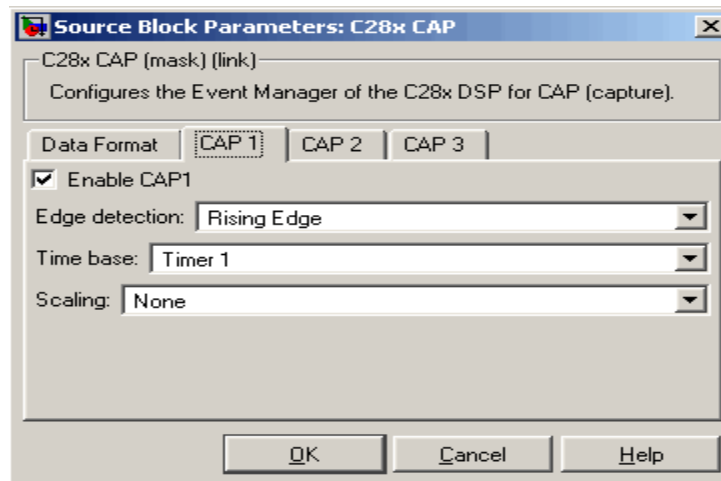 Source Block Parameters: C28x CAP
C28x CAP (mask) (link)
Configures the Event Manager of the C28x DSP for CAP (capture).
Data Format CAP 1 CAP 2 CAP 3
Enable CAP1
Edge detection: Rising Edge
Time base: Timer 1
Scaling: None
OK Cancel Help